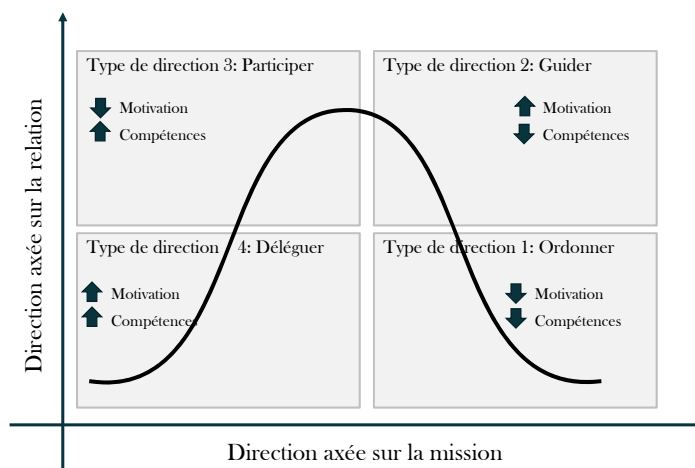 Direction axée sur la relation
Type de direction 3: Participer
Motivation
Compétences
Type de direction 2: Guider
Motivation
Compétences
Type de direction 4: Déléguer
Motivation
Compétences
Type de direction 1: Ordonner
Motivation
Compétences
Direction axée sur la mission